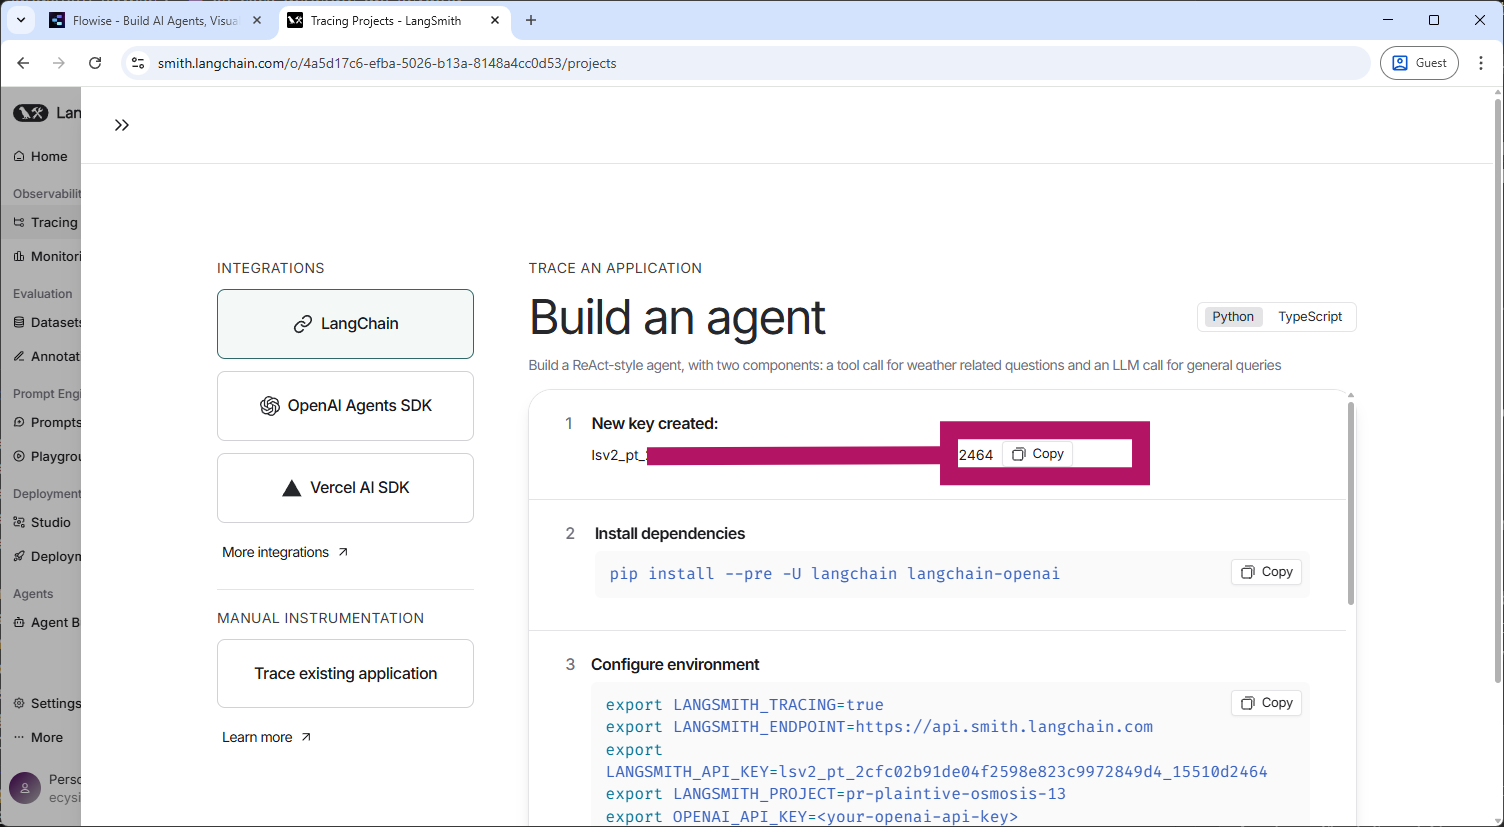 Flowise - Build AI Agents, Visua
Tracing Projects - LangSmith
smith.langchain.com/o/4a5d17c6-efba-5026-b13a-8148a4cc0d53/projects
Guest
Lan
Home
Observabilit
Tracing
Monitori
Evaluation
Datasets
Annotat
Prompt Engi
Prompts
Playgrou
Deployment
Studio
Deploym
Agents
Agent B
Settings
More
Perso
ecysi
INTEGRATIONS
LangChain
OpenAI Agents SDK
Vercel AI SDK
More integrations
MANUAL INSTRUMENTATION
Trace existing application
Learn more
TRACE AN APPLICATION
Build an agent
Python TypeScript
Build a ReAct-style agent, with two components: a tool call for weather related questions and an LLM call for general queries
1 New key created:
lsv2_pt_ 2464 Copy
2 Install dependencies
pip install --pre -U langchain langchain-openai
Copy
3 Configure environment
Copy
export LANGSMITH_TRACING=true
export LANGSMITH_ENDPOINT=https://api.smith.langchain.com
export
LANGSMITH_API_KEY=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
export LANGSMITH_PROJECT=pr-plaintive-osmosis-13
export OPENAI_API_KEY=<your-openai-api-key>